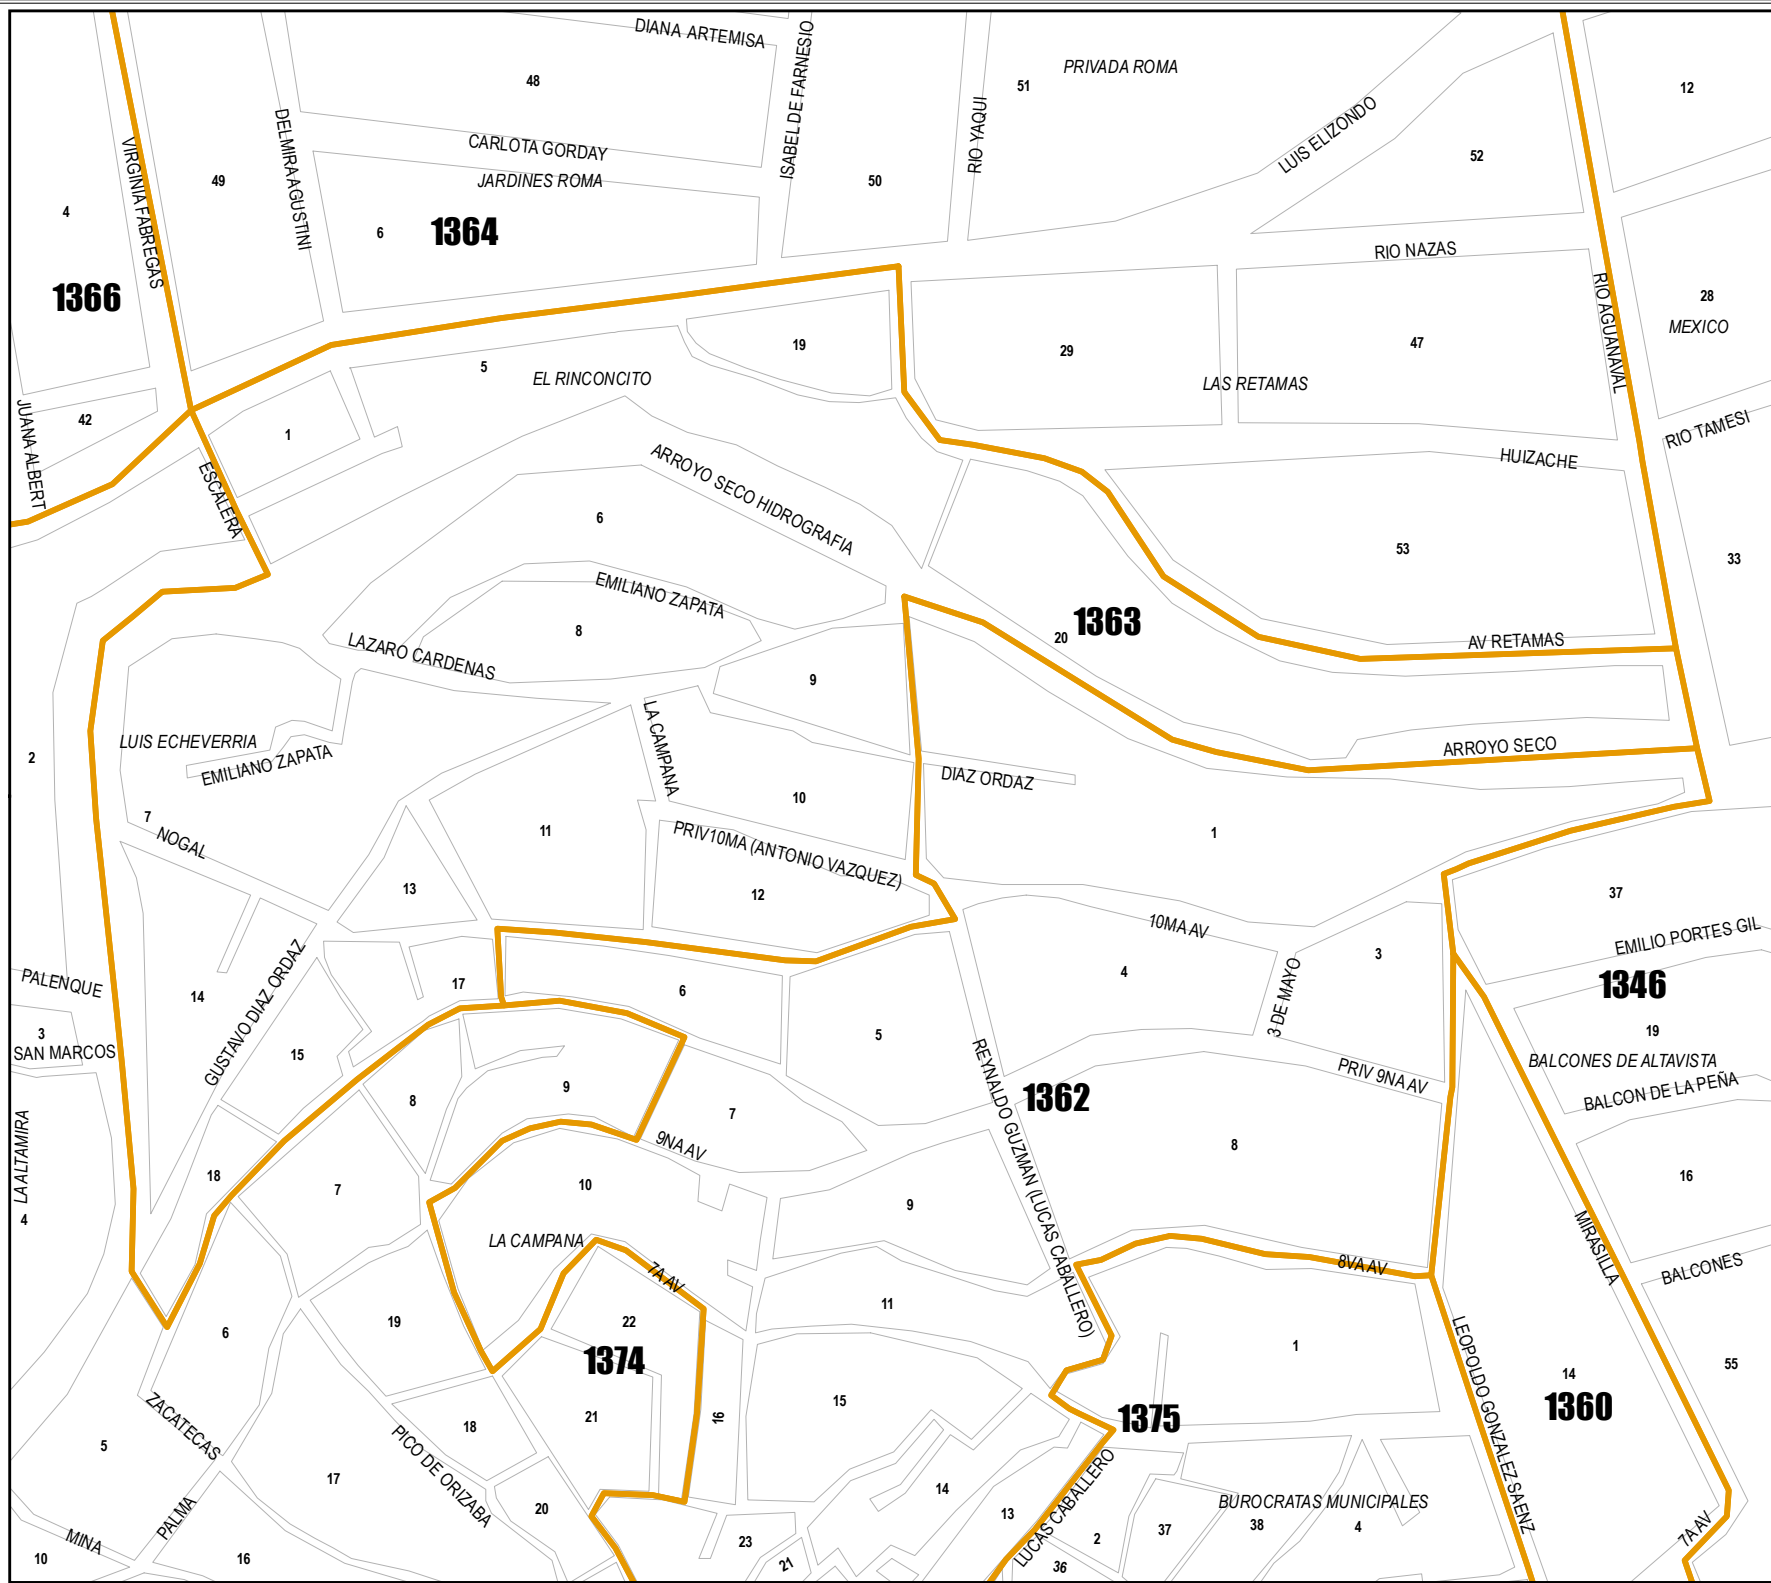 DIANA ARTEMISA
ISABEL DE FARNESIO
48
51
PRIVADA ROMA
12
RIO YAQUI
LUIS ELIZONDO
DELMIRA AGUSTINI
VIRGINIA FABREGAS
CARLOTA GORDAY
JARDINES ROMA
49
50
52
4
6
1364
RIO NAZAS
1366
RIO AGUANAVAL
28
MEXICO
19
29
47
5
EL RINCONCITO
LAS RETAMAS
JUANA ALBERT
42
1
RIO TAMESI
ESCALERA
ARROYO SECO HIDROGRAFIA
HUIZACHE
6
53
33
EMILIANO ZAPATA
8
1363
20
LAZARO CARDENAS
AV RETAMAS
9
LA CAMPANA
LUIS ECHEVERRIA
EMILIANO ZAPATA
2
ARROYO SECO
DIAZ ORDAZ
10
7
NOGAL
11
PRIV10MA (ANTONIO VAZQUEZ)
1
13
12
37
10MA AV
EMILIO PORTES GIL
3
PALENQUE
GUSTAVO DIAZ ORDAZ
17
6
4
3 DE MAYO
1346
14
3
SAN MARCOS
15
5
19
BALCONES DE ALTAVISTA
REYNALDO GUZMAN (LUCAS CABALLERO)
PRIV 9NA AV
BALCON DE LA PEÑA
8
9
1362
7
9NA AV
8
LA ALTAMIRA
4
18
7
10
9
16
LA CAMPANA
MIRASILLA
7A AV
8VA AV
BALCONES
6
19
22
11
1
LEOPOLDO GONZALEZ SAENZ
1374
14
55
1360
15
ZACATECAS
21
16
1375
5
18
PICO DE ORIZABA
17
LUCAS CABALLERO
14
BUROCRATAS MUNICIPALES
PALMA
20
13
37
38
4
7A AV
MINA
23
2
10
16
21
36